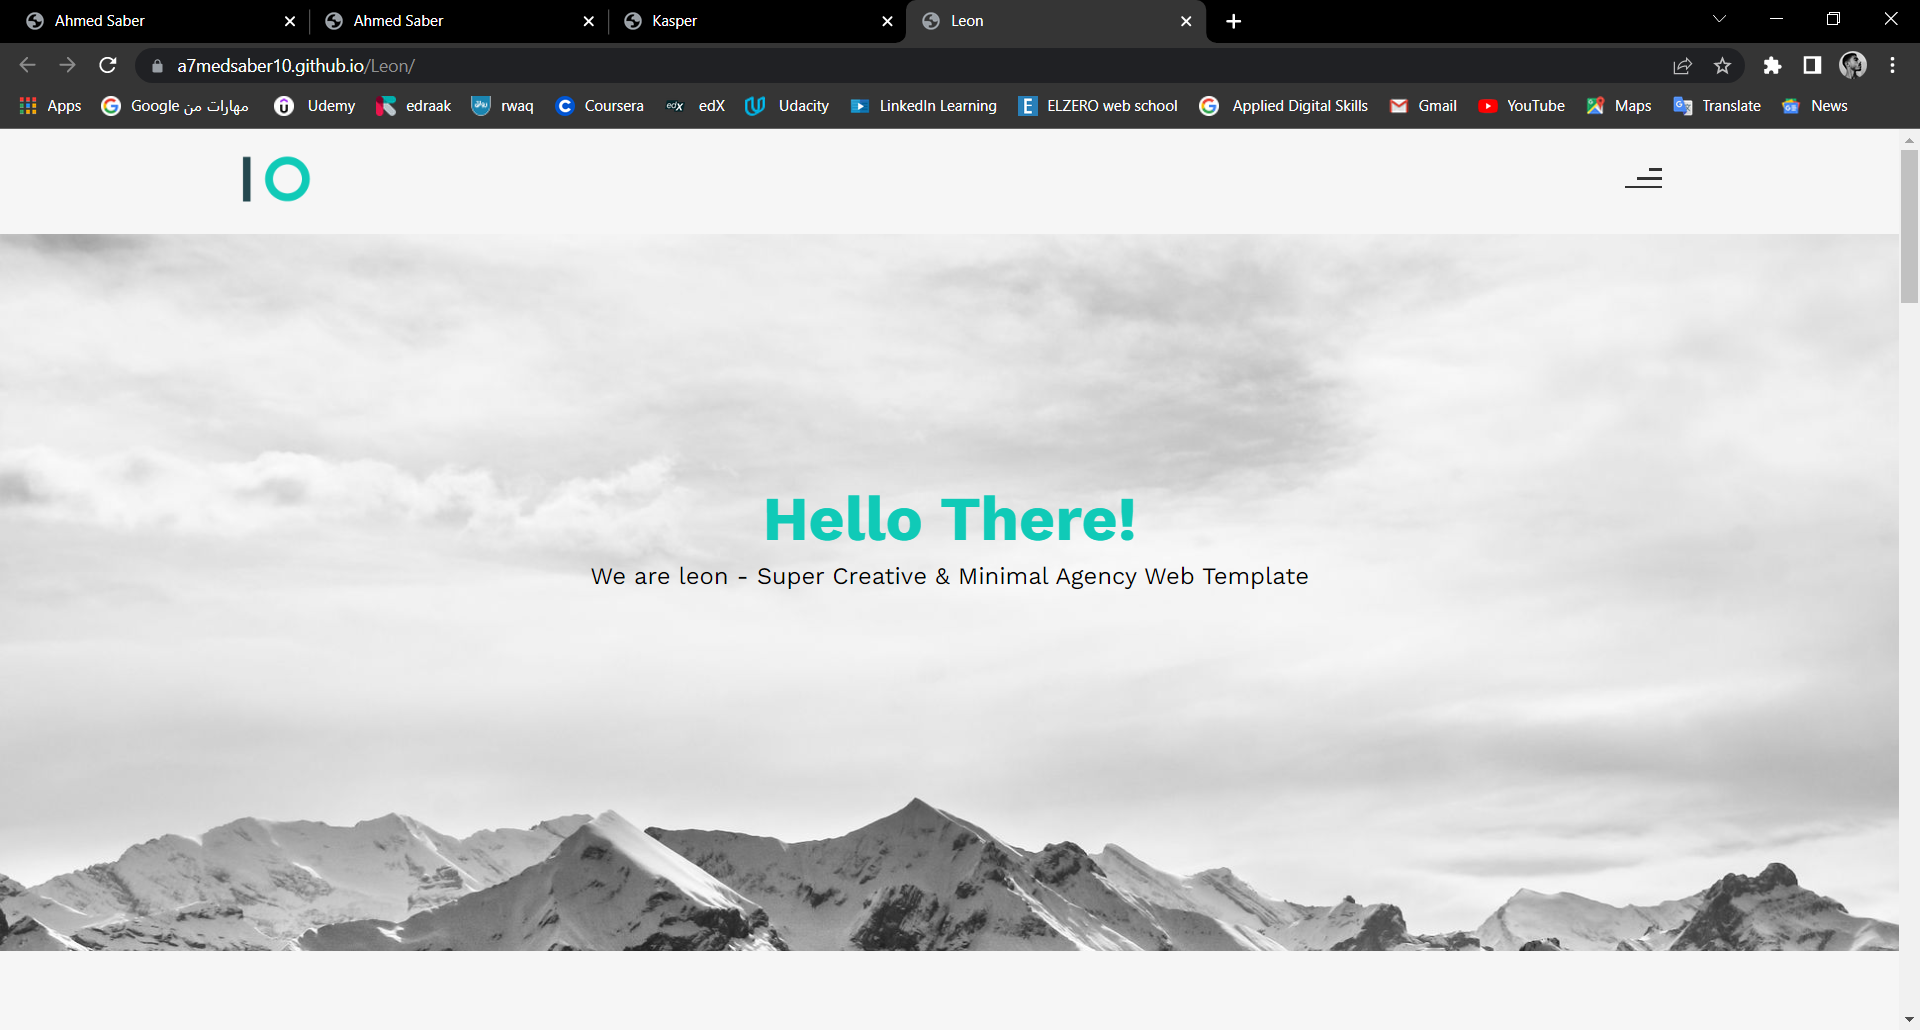 Ahmed Saber
Ahmed Saber
Kasper
Leon
a7medsaber10.github.io/Leon/
Apps
مهارات من Google
Udemy
edraak
rwaq
Coursera
edX
Udacity
LinkedIn Learning
ELZERO web school
Applied Digital Skills
Gmail
YouTube
Maps
Translate
News
IO
Hello There!
We are leon - Super Creative & Minimal Agency Web Template